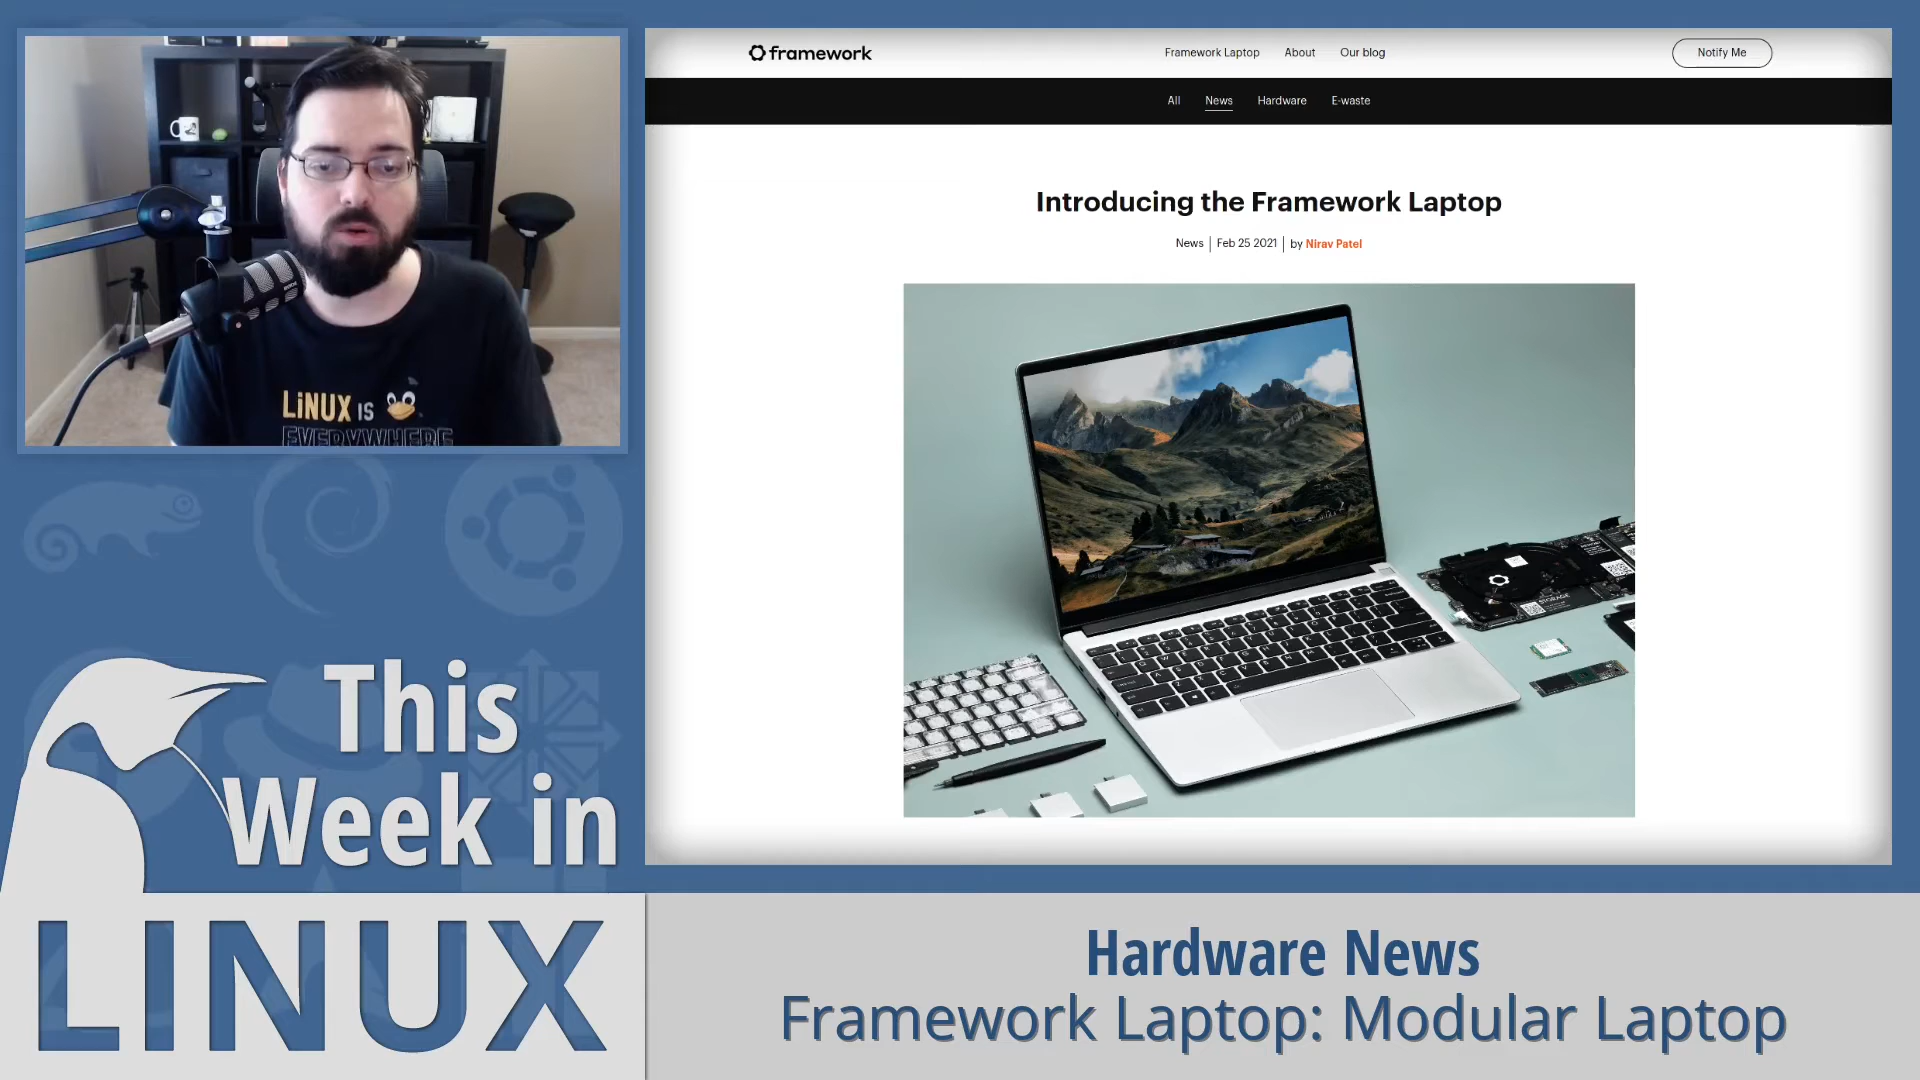 framework
Framework Laptop
About
Our blog
Notify Me
All
News
Hardware
E-waste
Introducing the Framework Laptop
News | Feb 25 2021 | by Nirav Patel
LiNUX IS
EVERYWHERE
This
Week in
LINUX
Hardware News
Framework Laptop: Modular Laptop